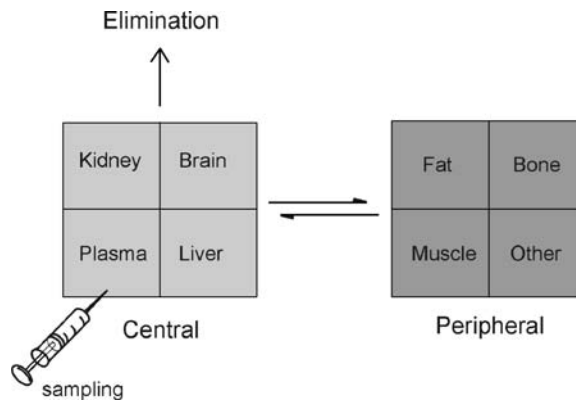 Elimination
Kidney Brain
Plasma Liver
Central
sampling
Fat Bone
Muscle Other
Peripheral